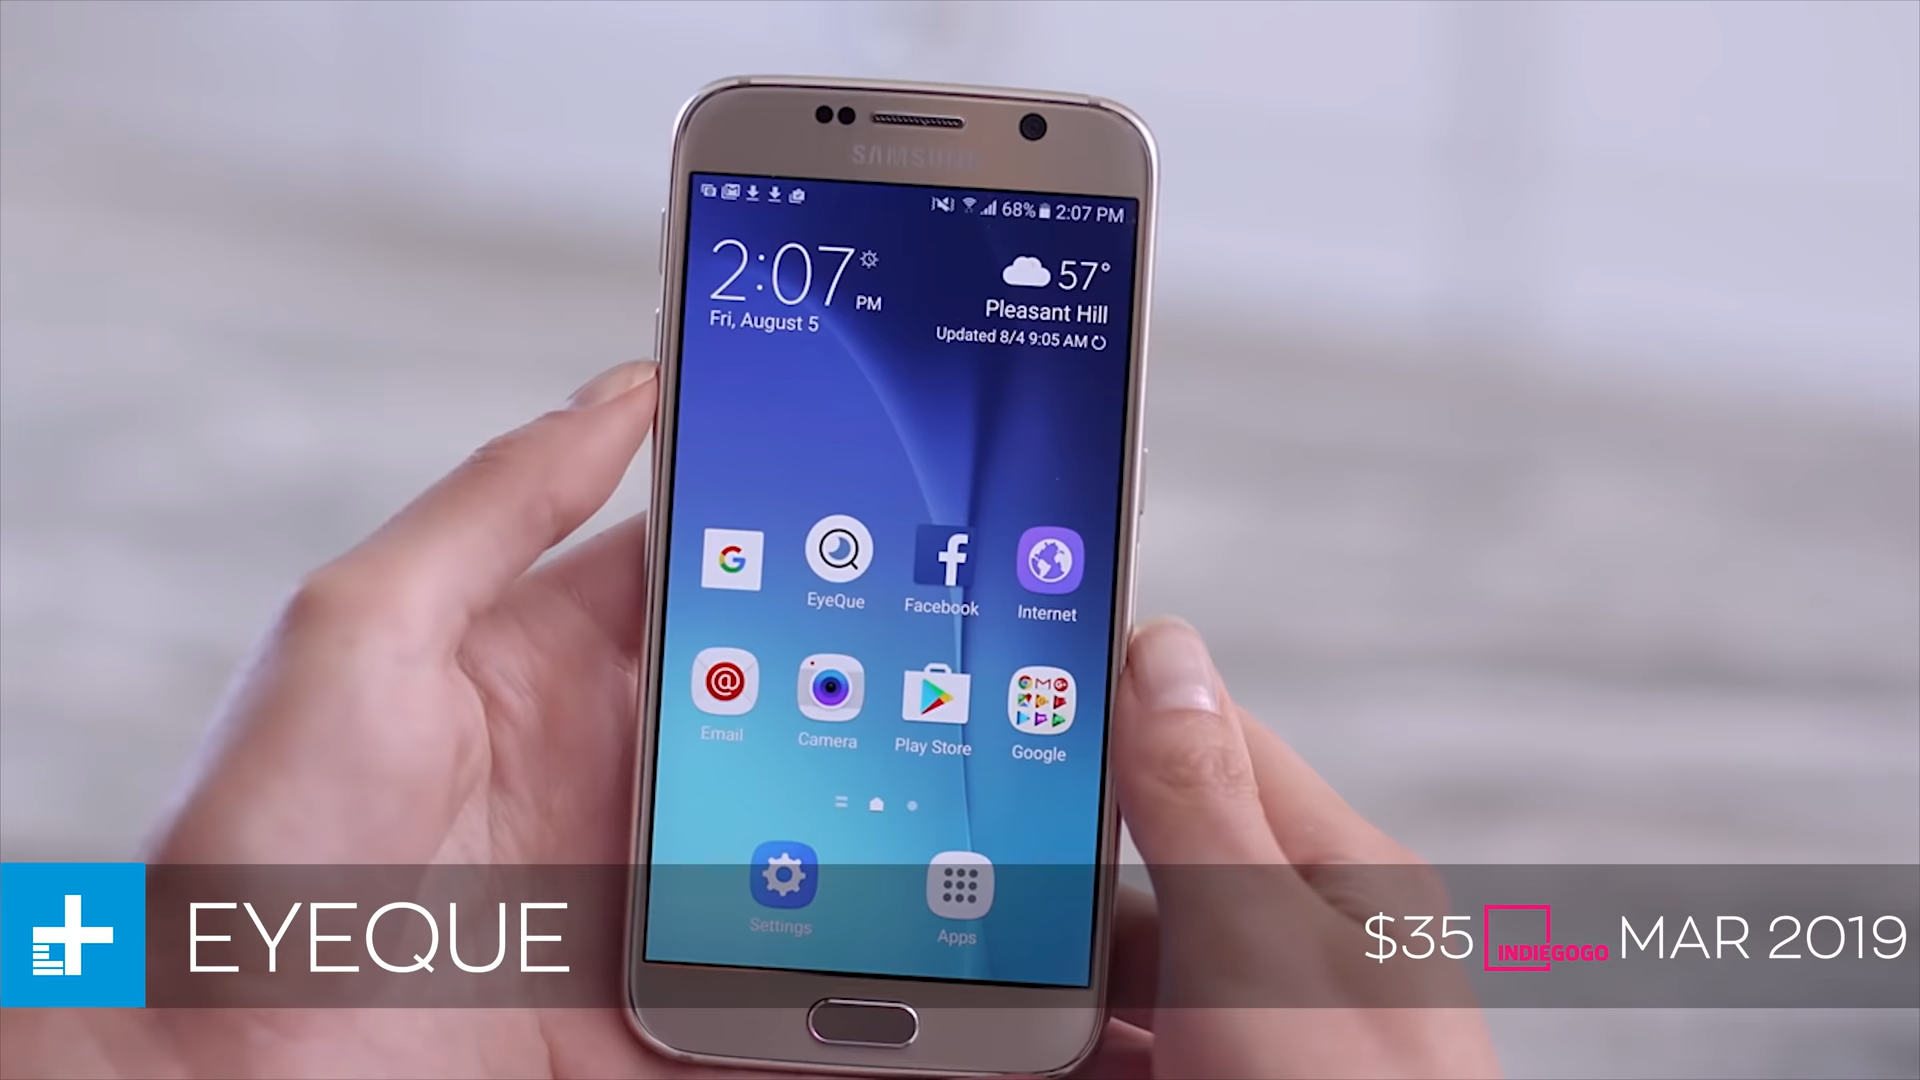 SAMSUNG
68% 2:07 PM
2:07 PM
Fri, August 5
57°
Pleasant Hill
Updated 8/4 9:05 AM
G
EyeQue
f
Facebook
Internet
@
Email
Camera
Play Store
Google
Settings
Apps
EYEQUE
$35 INDIEGOGO MAR 2019